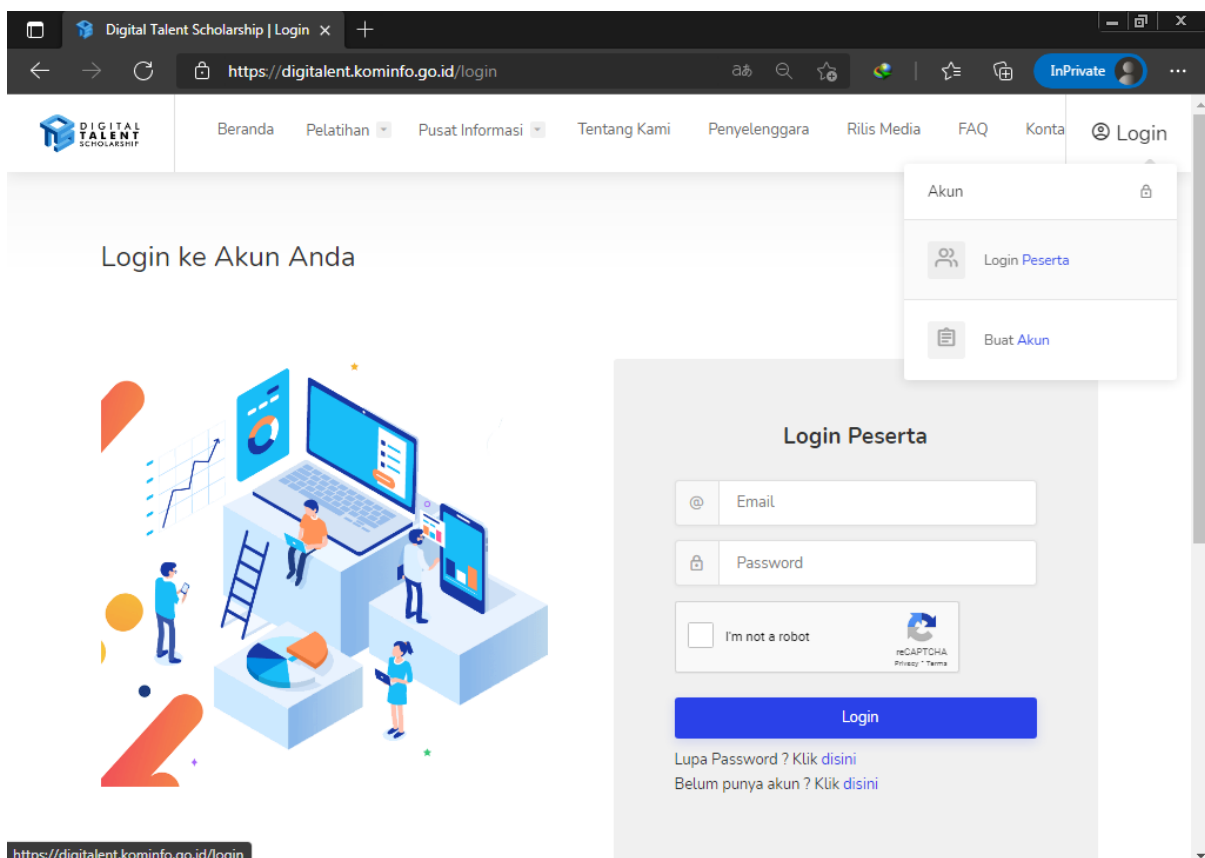 Digital Talent Scholarship | Login
https://digitalent.kominfo.go.id/login
InPrivate
DIGITAL
TALENT
SCHOLARSHIP
Beranda Pelatihan Pusat Informasi Tentang Kami Penyelenggara Rilis Media FAQ Konta Login
Akun
Login Peserta
Buat Akun
Login ke Akun Anda
Login Peserta
@ Email
Password
I'm not a robot
reCAPTCHA
Privacy - Terms
Login
Lupa Password ? Klik disini
Belum punya akun ? Klik disini
https://digitalent.kominfo.go.id/login